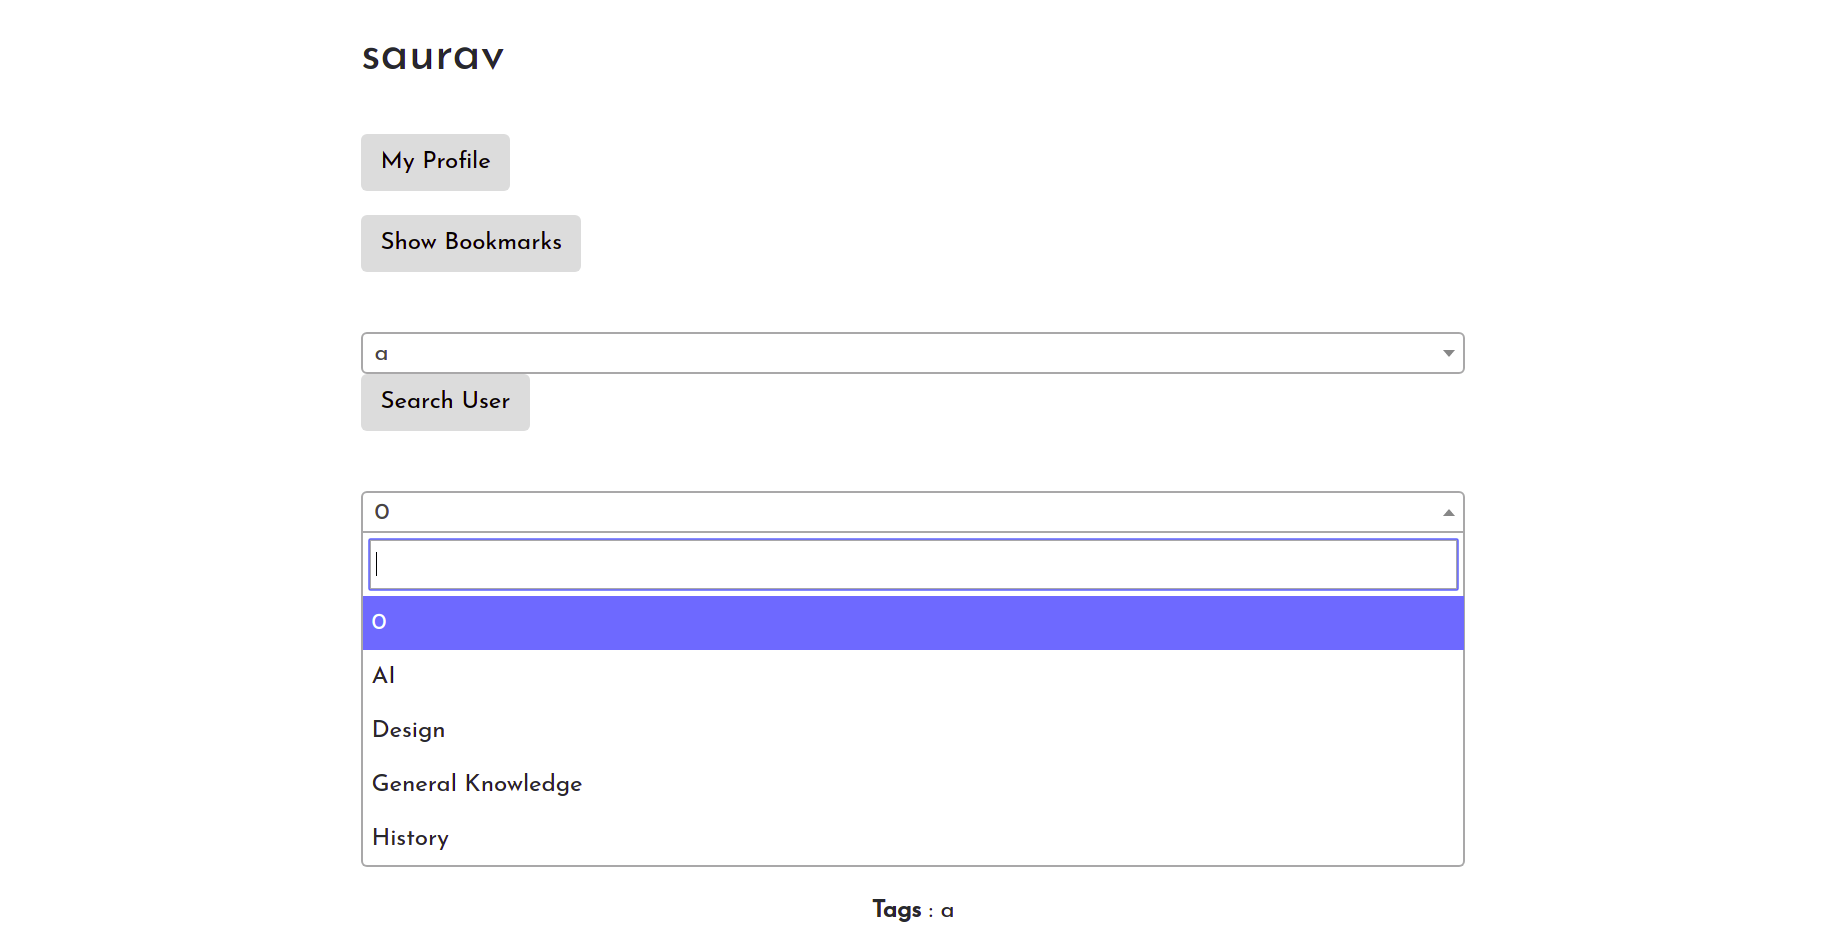 saurav
My Profile
Show Bookmarks
a
Search User
0
0
AI
Design
General Knowledge
History
Tags : a